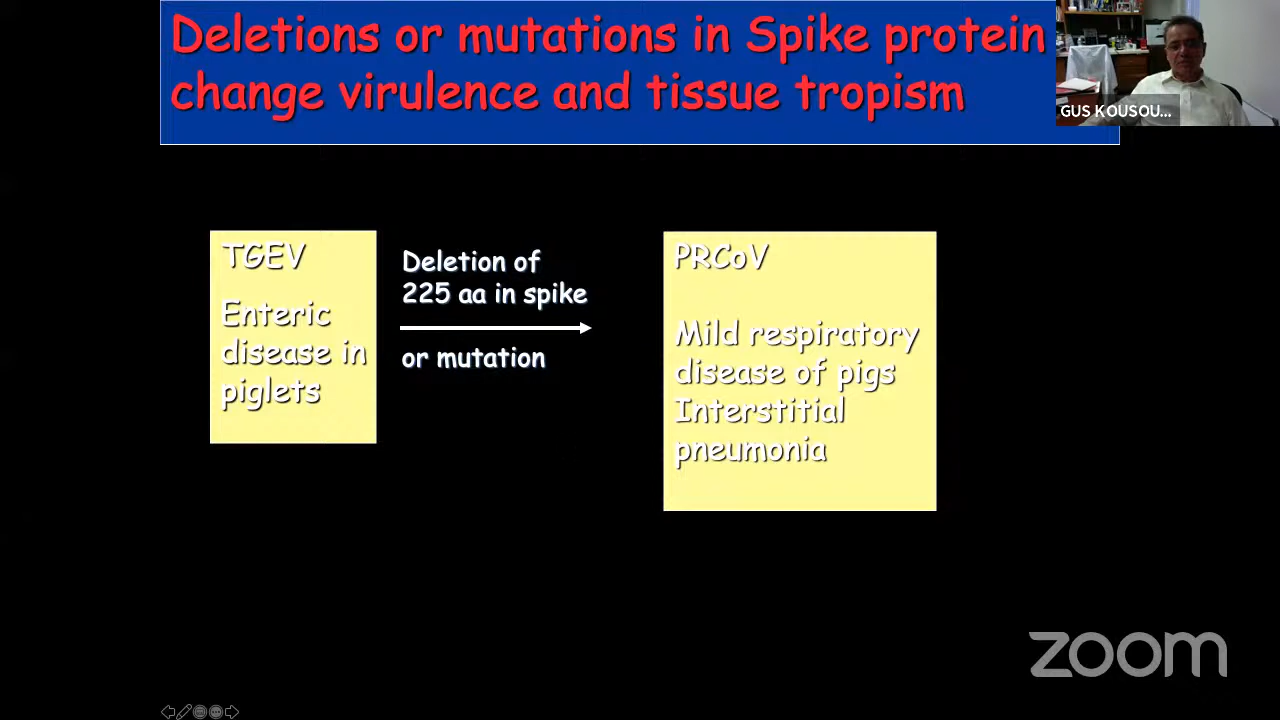 Deletions or mutations in Spike protein
change virulence and tissue tropism
GUS KOUSOU...
TGEV
Enteric
disease in
piglets
Deletion of
225 aa in spike
or mutation
PRCoV
Mild respiratory
disease of pigs
Interstitial
pneumonia
zoom